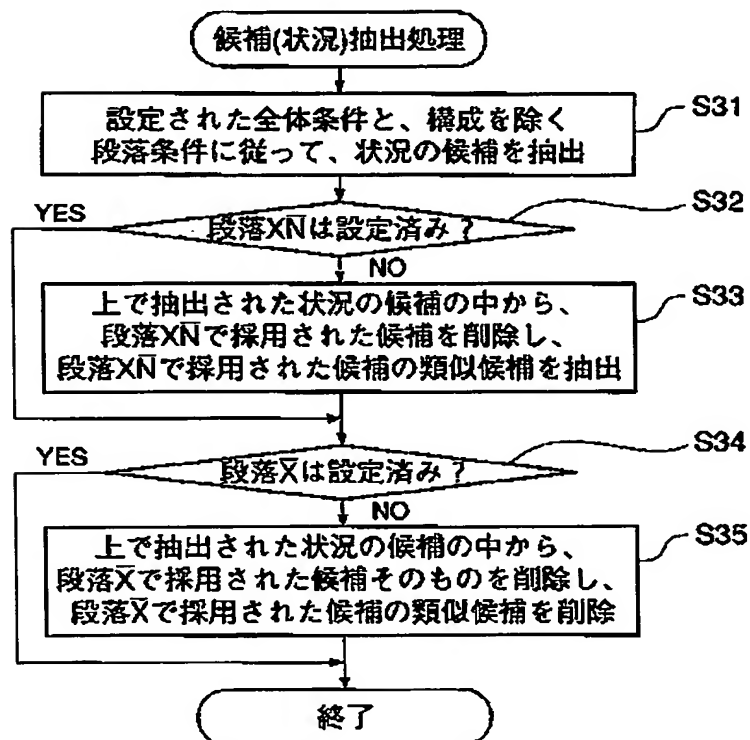 候補(状況)抽出処理
設定された全体条件と、構成を除く
段落条件に従って、状況の候補を抽出
S31
YES
段落XN̅は設定済み?
S32
NO
上で抽出された状況の候補の中から、
段落XN̅で採用された候補を削除し、
段落XN̅で採用された候補の類似候補を抽出
S33
YES
段落X̅は設定済み?
S34
NO
上で抽出された状況の候補の中から、
段落X̅で採用された候補そのものを削除し、
段落X̅で採用された候補の類似候補を削除
S35
終了